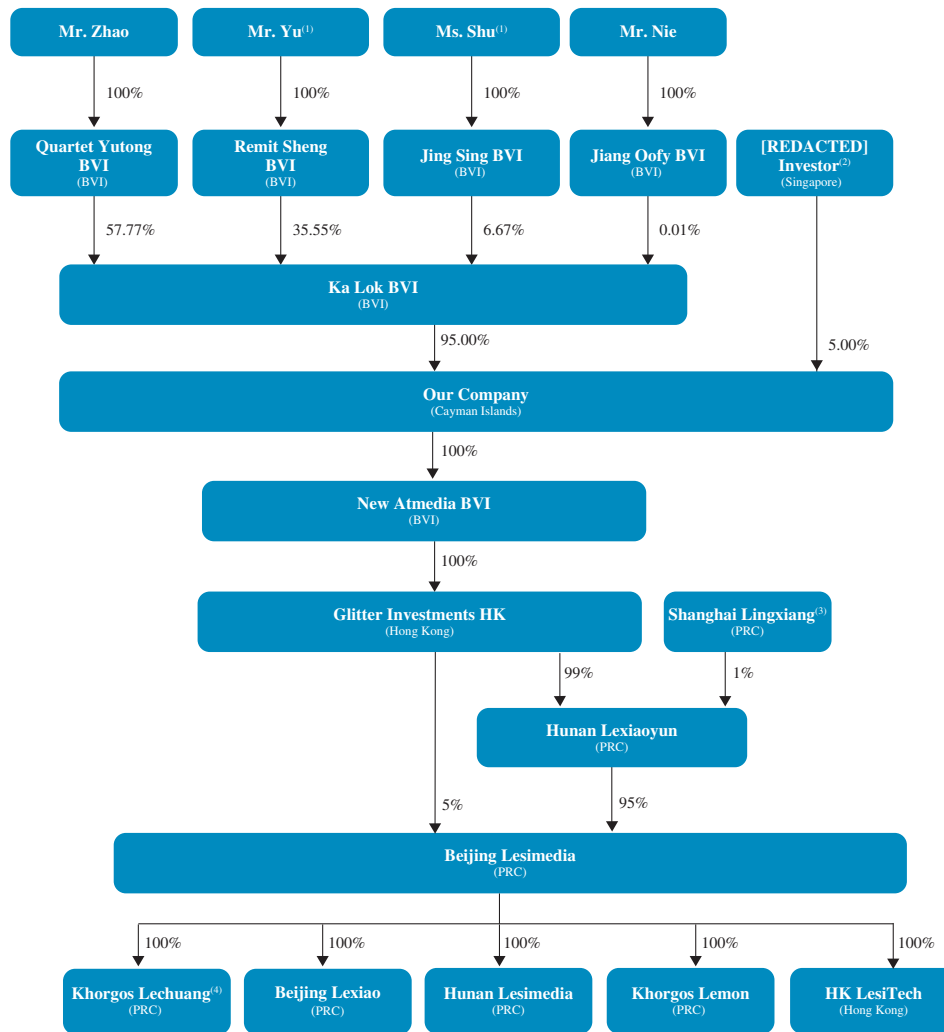 Mr. Zhao
Mr. Yu(1)
Ms. Shu(1)
Mr. Nie
100%
100%
100%
100%
Quartet Yutong
BVI
(BVI)
Remit Sheng
BVI
(BVI)
Jing Sing BVI
(BVI)
Jiang Oofy BVI
(BVI)
[REDACTED]
Investor(2)
(Singapore)
57.77%
35.55%
6.67%
0.01%
Ka Lok BVI
(BVI)
95.00%
5.00%
Our Company
(Cayman Islands)
100%
New Atmedia BVI
(BVI)
100%
Glitter Investments HK
(Hong Kong)
Shanghai Lingxiang(3)
(PRC)
99%
1%
Hunan Lexiaoyun
(PRC)
5%
95%
Beijing Lesimedia
(PRC)
100%
100%
100%
100%
100%
Khorgos Lechuang(4)
(PRC)
Beijing Lexiao
(PRC)
Hunan Lesimedia
(PRC)
Khorgos Lemon
(PRC)
HK LesiTech
(Hong Kong)